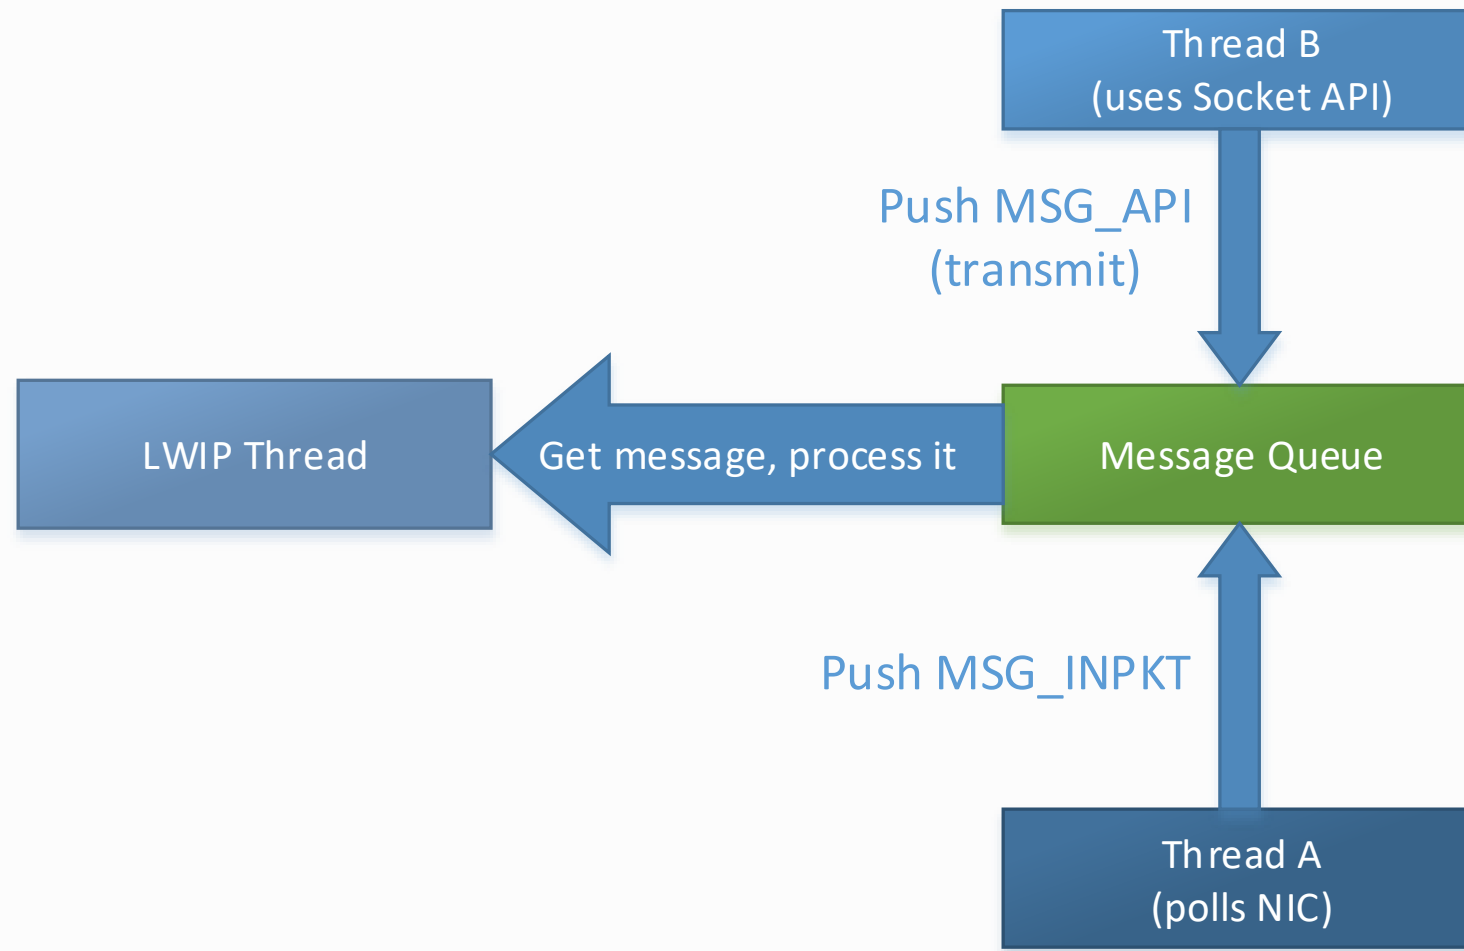 Thread B
(uses Socket API)
Push MSG_API
(transmit)
LWIP Thread
Get message, process it
Message Queue
Push MSG_INPKT
Thread A
(polls NIC)